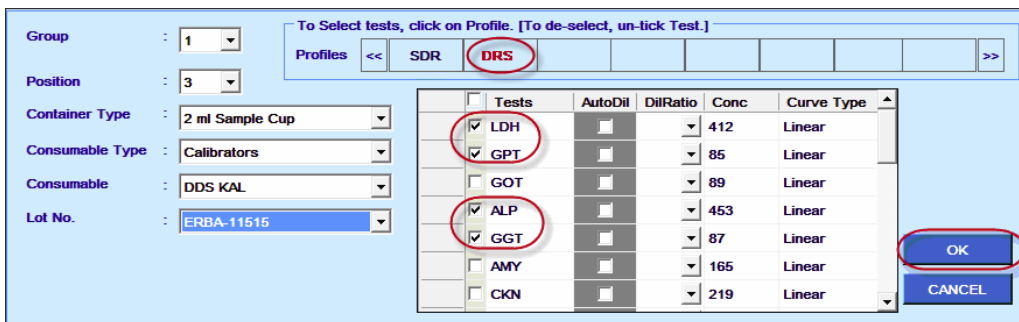 To Select tests, click on Profile. [To de-select, un-tick Test.]
Group : 1
Profiles << SDR DRS >>
Position : 3
Container Type : 2 ml Sample Cup
Consumable Type : Calibrators
Consumable : DDS KAL
Lot No. : ERBA-11515
Tests AutoDil DilRatio Conc Curve Type
LDH 412 Linear
GPT 85 Linear
GOT 89 Linear
ALP 453 Linear
GGT 87 Linear
AMY 165 Linear
CKN 219 Linear
OK
CANCEL